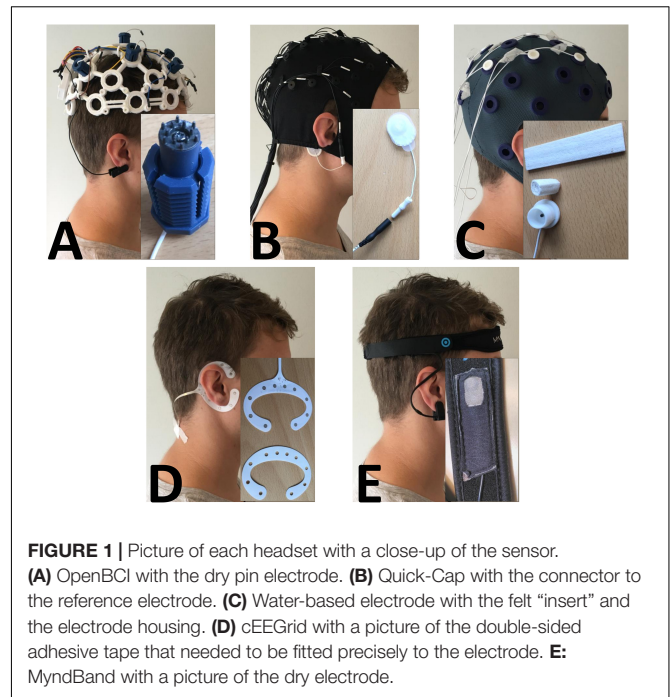 A
B
C
D
E
FIGURE 1 | Picture of each headset with a close-up of the sensor.
(A) OpenBCI with the dry pin electrode. (B) Quick-Cap with the connector to
the reference electrode. (C) Water-based electrode with the felt “insert” and
the electrode housing. (D) cEEGrid with a picture of the double-sided
adhesive tape that needed to be fitted precisely to the electrode. E:
MyndBand with a picture of the dry electrode.